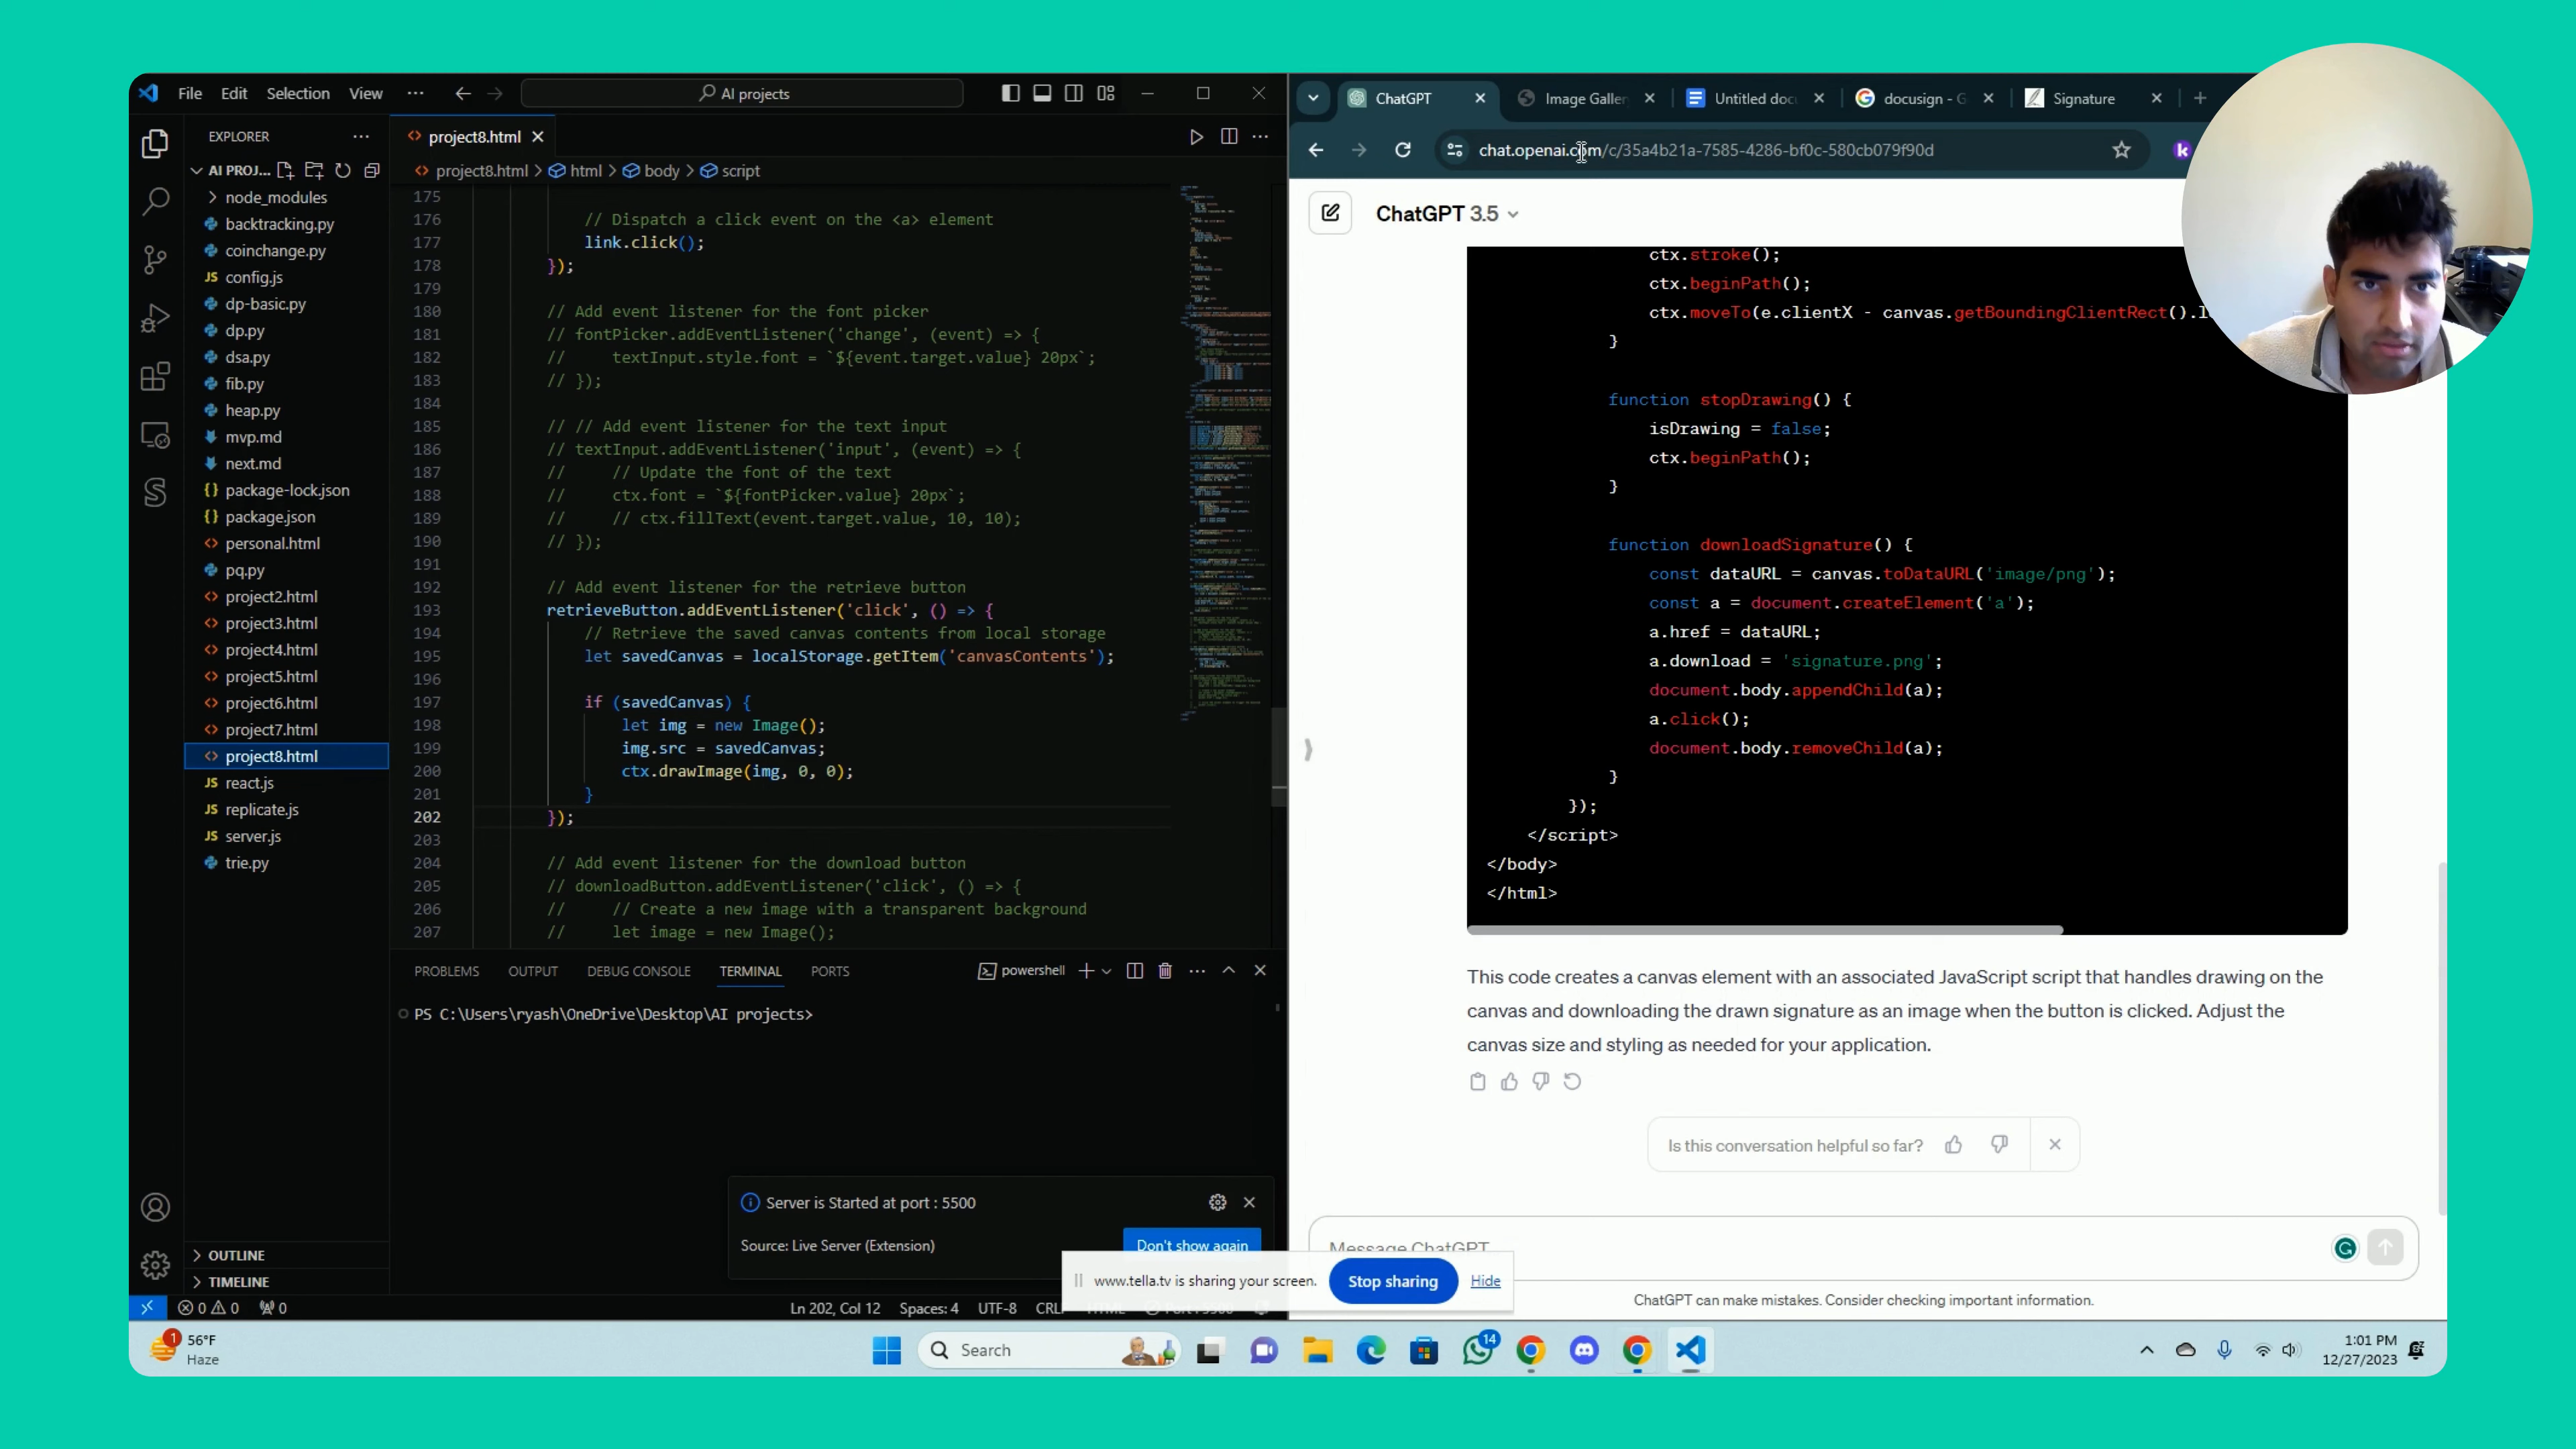 File Edit Selection View ··· AI projects
EXPLORER
AI PROJ...
node_modules
backtracking.py
coinchange.py
JS config.js
dp-basic.py
dp.py
dsa.py
fib.py
heap.py
mvp.md
next.md
{} package-lock.json
{} package.json
<> personal.html
pq.py
<> project2.html
<> project3.html
<> project4.html
<> project5.html
<> project6.html
<> project7.html
<> project8.html
JS react.js
JS replicate.js
JS server.js
trie.py
OUTLINE
TIMELINE
<> project8.html
<> project8.html > html > body > script
175
176 // Dispatch a click event on the <a> element
177 link.click();
178 });
179
180 // Add event listener for the font picker
181 // fontPicker.addEventListener('change', (event) => {
182 // textInput.style.font = `${event.target.value} 20px`;
183 // });
184
185 // // Add event listener for the text input
186 // textInput.addEventListener('input', (event) => {
187 // // Update the font of the text
188 // ctx.font = `${fontPicker.value} 20px`;
189 // // ctx.fillText(event.target.value, 10, 10);
190 // });
191
192 // Add event listener for the retrieve button
193 retrieveButton.addEventListener('click', () => {
194 // Retrieve the saved canvas contents from local storage
195 let savedCanvas = localStorage.getItem('canvasContents');
196
197 if (savedCanvas) {
198 let img = new Image();
199 img.src = savedCanvas;
200 ctx.drawImage(img, 0, 0);
201 }
202 });
203
204 // Add event listener for the download button
205 // downloadButton.addEventListener('click', () => {
206 // // Create a new image with a transparent background
207 // let image = new Image();
PROBLEMS OUTPUT DEBUG CONSOLE TERMINAL PORTS powershell
PS C:\Users\ryash\OneDrive\Desktop\AI projects>
Server is Started at port : 5500
Source: Live Server (Extension)
Don't show again
0 0 0 Ln 202, Col 12 Spaces: 4 UTF-8
ChatGPT Image Galler Untitled docu docusign - G Signature
chat.openai.com/c/35a4b21a-7585-4286-bf0c-580cb079f90d
k
ChatGPT 3.5
ctx.stroke();
ctx.beginPath();
ctx.moveTo(e.clientX - canvas.getBoundingClientRect().l
}
function stopDrawing() {
isDrawing = false;
ctx.beginPath();
}
function downloadSignature() {
const dataURL = canvas.toDataURL('image/png');
const a = document.createElement('a');
a.href = dataURL;
a.download = 'signature.png';
document.body.appendChild(a);
a.click();
document.body.removeChild(a);
}
});
</script>
</body>
</html>
This code creates a canvas element with an associated JavaScript script that handles drawing on the
canvas and downloading the drawn signature as an image when the button is clicked. Adjust the
canvas size and styling as needed for your application.
Is this conversation helpful so far?
Message ChatGPT
ChatGPT can make mistakes. Consider checking important information.
www.tella.tv is sharing your screen. Stop sharing Hide
1 56°F
Haze
Search
14
1:01 PM
12/27/2023